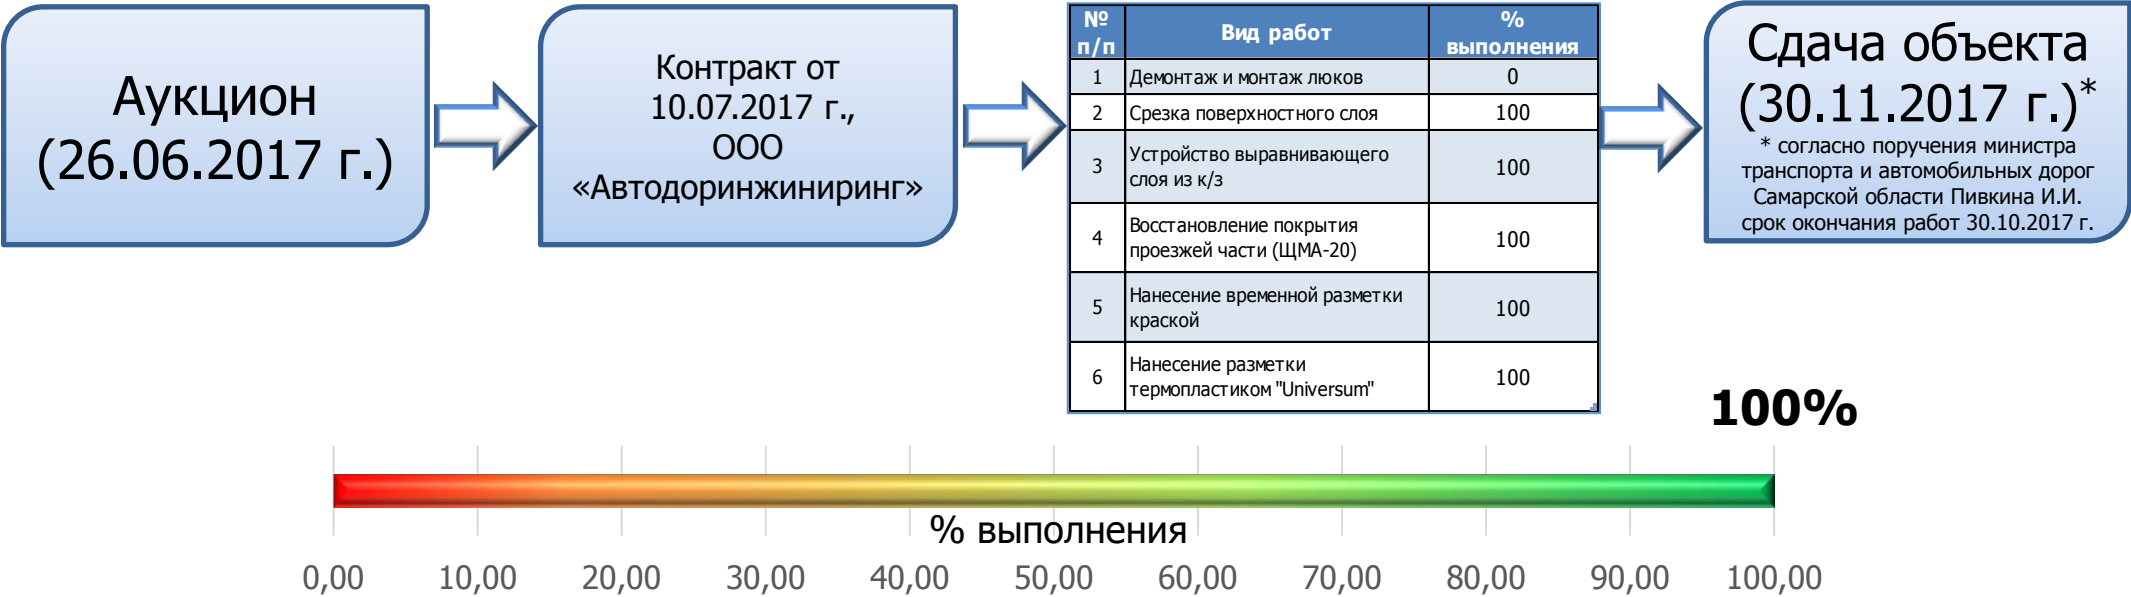 Аукцион
(26.06.2017 г.)
Контракт от
10.07.2017 г.,
ООО
«Автодоринжиниринг»
№ п/п Вид работ % выполнения
1 Демонтаж и монтаж люков 0
2 Срезка поверхностного слоя 100
3 Устройство выравнивающего слоя из к/з 100
4 Восстановление покрытия проезжей части (ЩМА-20) 100
5 Нанесение временной разметки краской 100
6 Нанесение разметки термопластиком "Universum" 100
Сдача объекта
(30.11.2017 г.)*
* согласно поручения министра
транспорта и автомобильных дорог
Самарской области Пивкина И.И.
срок окончания работ 30.10.2017 г.
100%
% выполнения
0,00 10,00 20,00 30,00 40,00 50,00 60,00 70,00 80,00 90,00 100,00